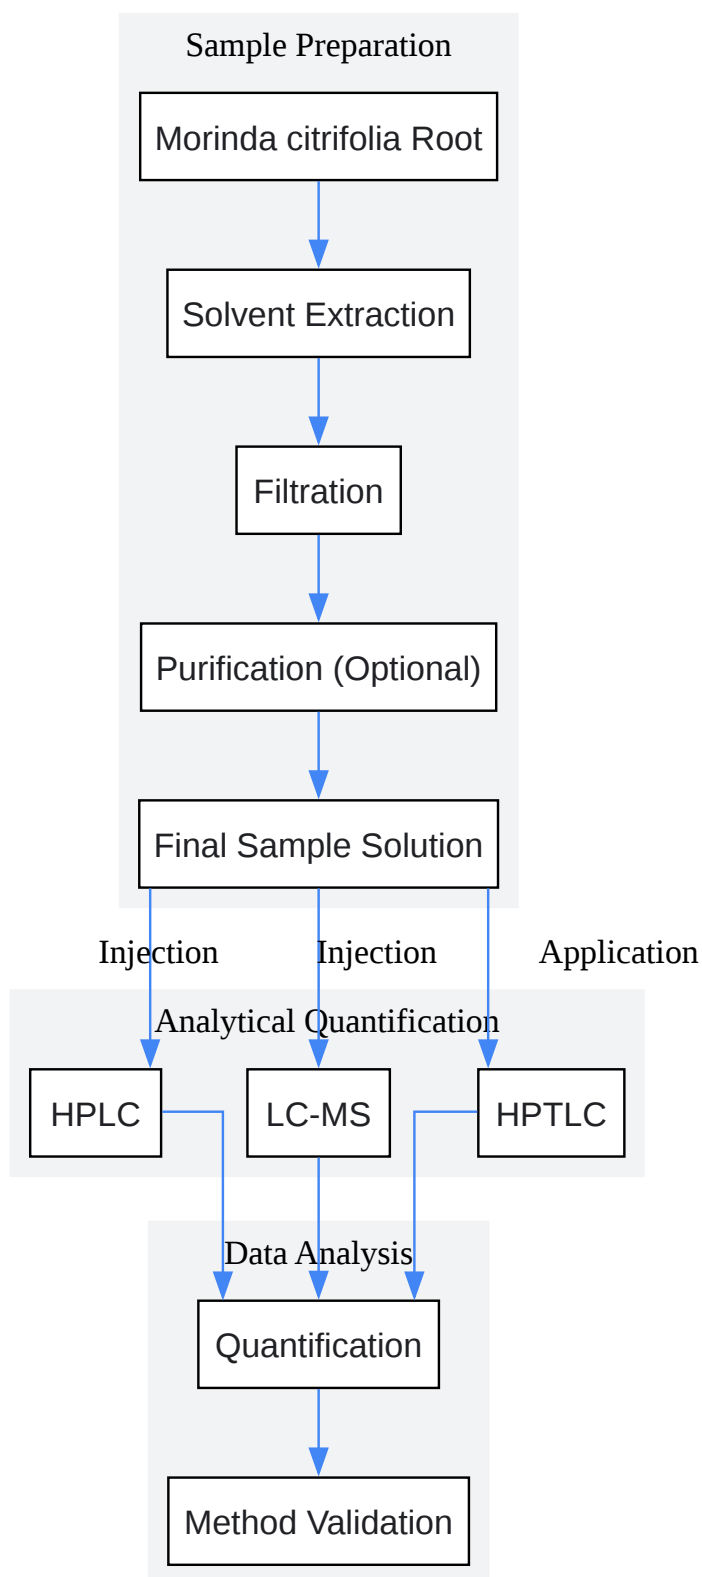 Sample Preparation
Morinda citrifolia Root
Solvent Extraction
Filtration
Purification (Optional)
Final Sample Solution
Injection
Injection
Application
Analytical Quantification
HPLC
LC-MS
HPTLC
Data Analysis
Quantification
Method Validation